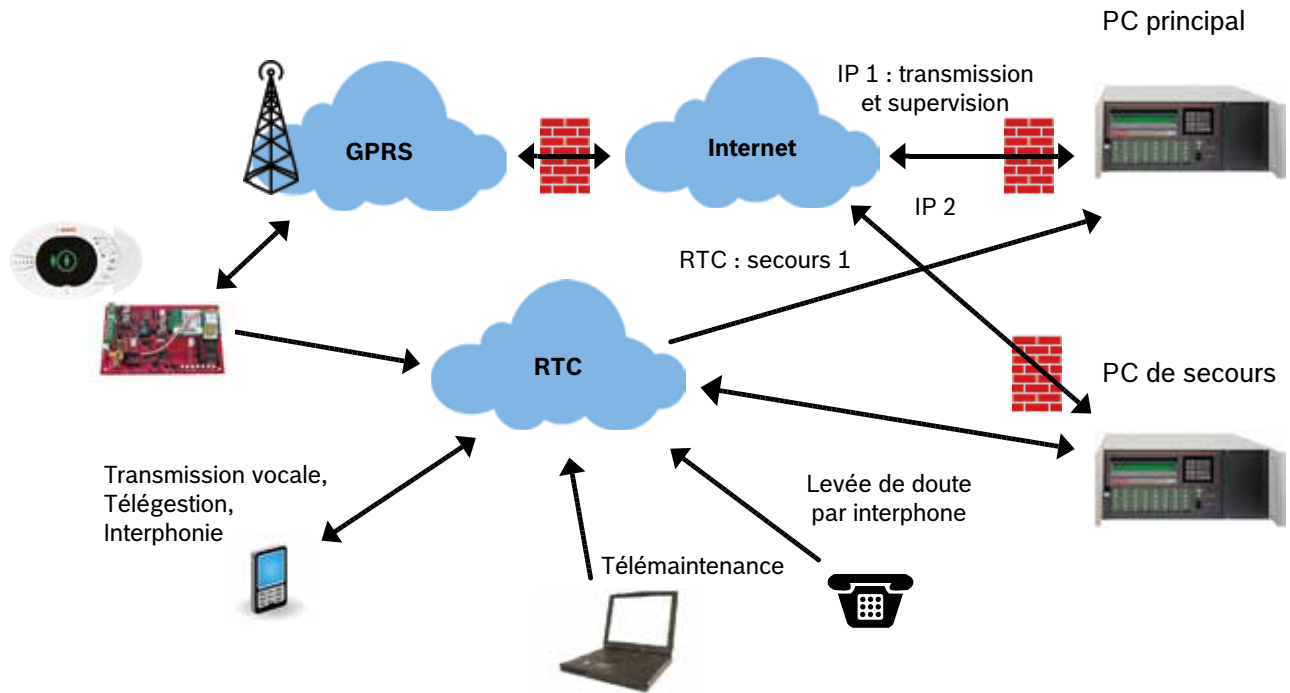 PC principal
IP 1 : transmission
et supervision
GPRS
Internet
IP 2
RTC : secours 1
RTC
PC de secours
Transmission vocale,
Télégestion,
Interphonie
Levée de doute
par interphone
Télémaintenance